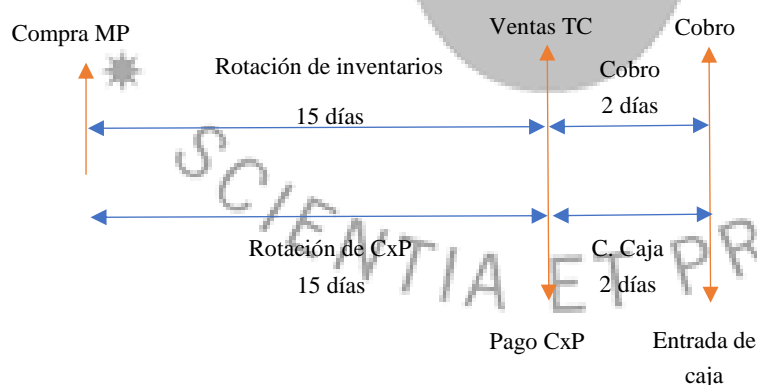 Compra MP
Ventas TC
Cobro
Rotación de inventarios
15 días
Cobro
2 días
Rotación de CxP
15 días
C. Caja
2 días
SCIENTIA ET PR
Pago CxP
Entrada de
caja